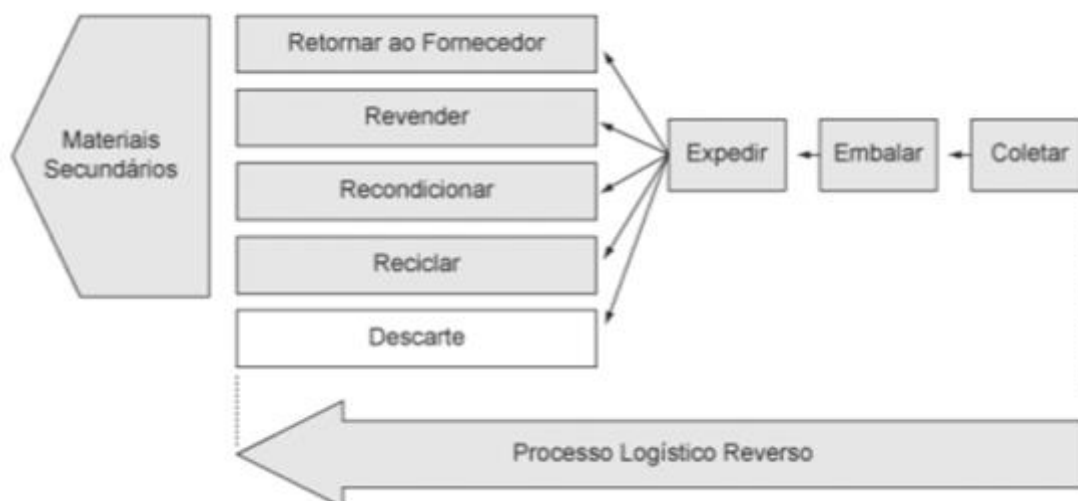 Retornar ao Fornecedor
Revender
Materiais
Secundários
Expedir
Embalar
Coletar
Recondicionar
Reciclar
Descarte
Processo Logístico Reverso